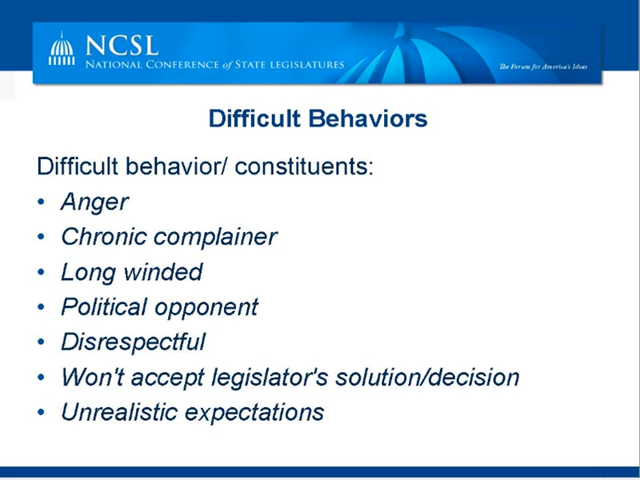 NCSL
NATIONAL CONFERENCE of STATE LEGISLATURES
The Forum for America's Ideas
Difficult Behaviors
Difficult behavior/ constituents:
• Anger
• Chronic complainer
• Long winded
• Political opponent
• Disrespectful
• Won't accept legislator's solution/decision
• Unrealistic expectations